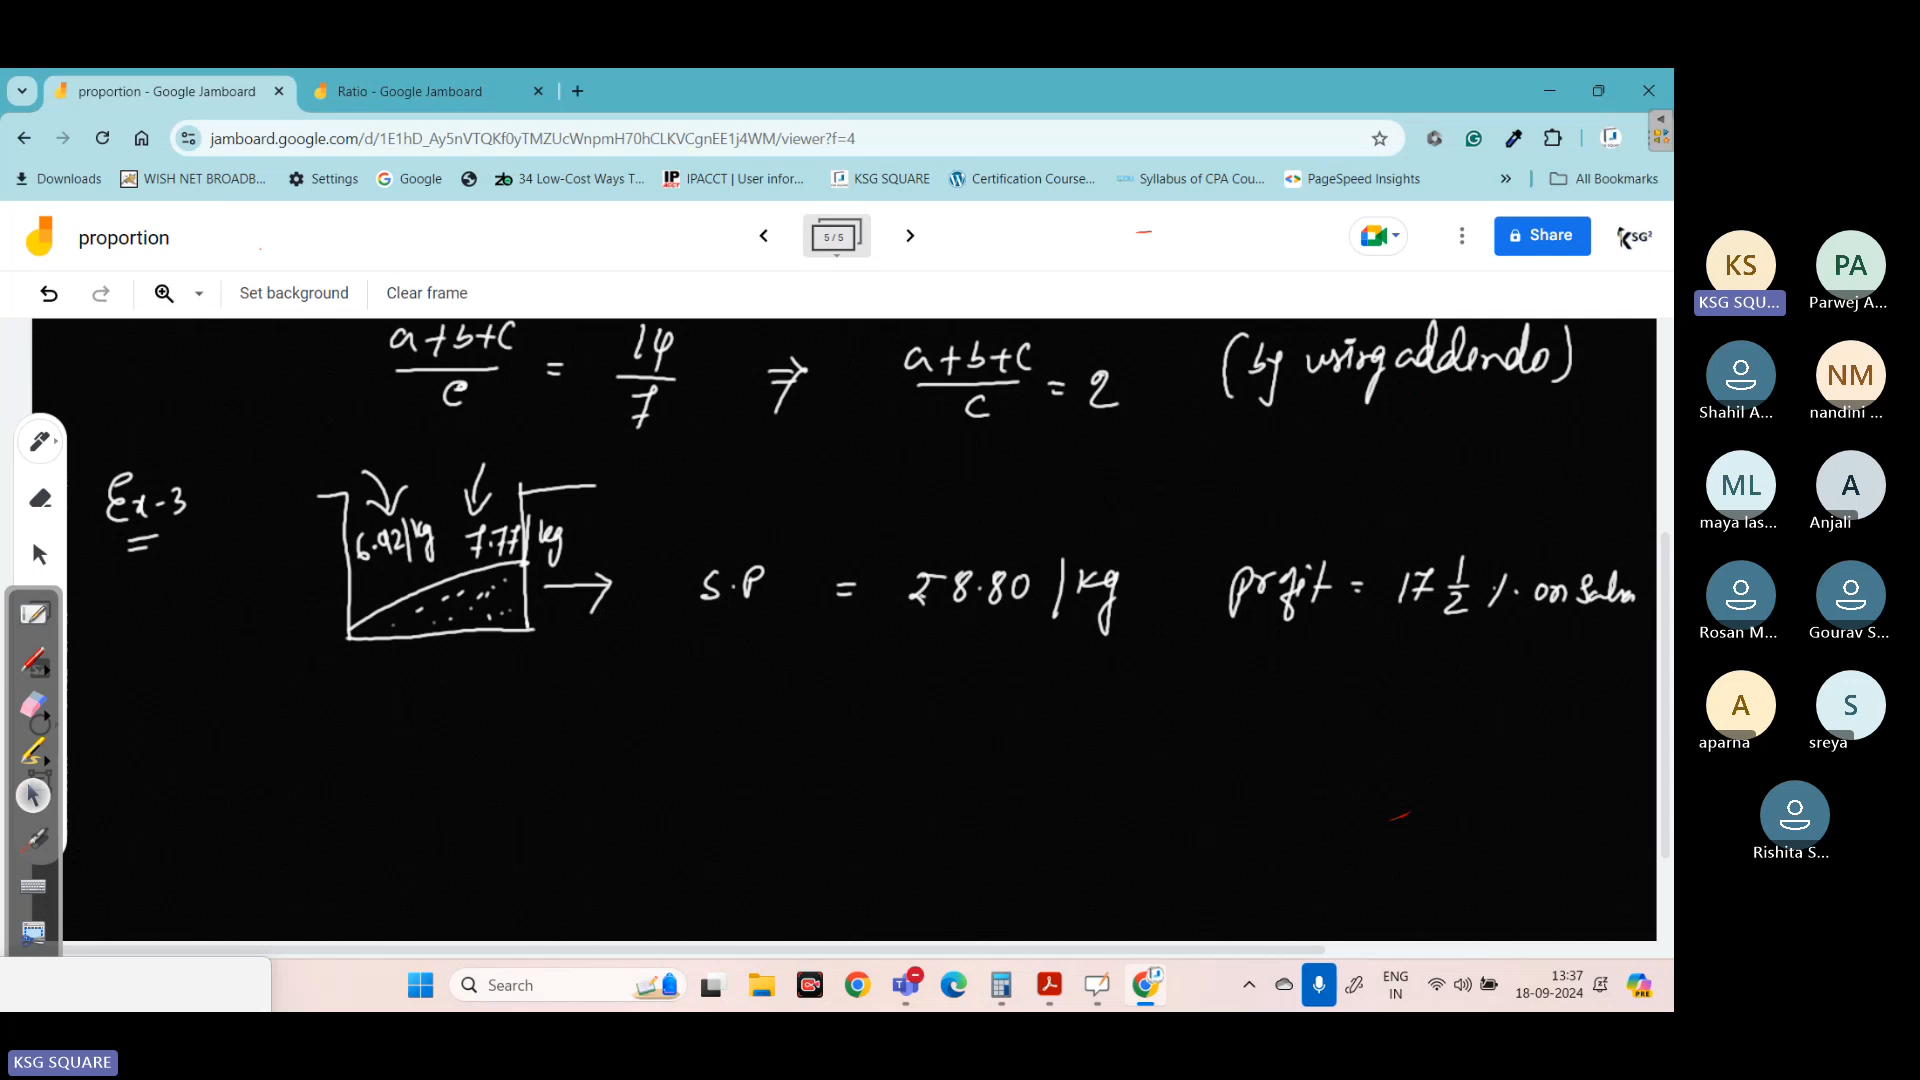 proportion - Google Jamboard
Ratio - Google Jamboard
jamboard.google.com/d/1E1hD_Ay5nVTQKf0yTMZUcWnpmH70hCLKVCgnEE1j4WM/viewer?f=4
Downloads WISH NET BROADB... Settings Google 34 Low-Cost Ways T... IPACCT | User infor... KSG SQUARE Certification Course... Syllabus of CPA Cou... PageSpeed Insights » All Bookmarks
proportion
5 / 5
Share
KSG²
Set background Clear frame
a+b+c/c = 14/7 ⇒ a+b+c/c = 2 (by using addendo)
Ex-3
6.92/kg 7.77/kg
S.P = ₹8.80 /kg profit = 17 1/2 % on Sales
KS
KSG SQU...
PA
Parwej A...
Shahil A...
NM
nandini ...
ML
maya las...
A
Anjali
Rosan M...
Gourav S...
A
aparna
S
sreya
Rishita S...
Search
ENG
IN
13:37
18-09-2024
PRE
KSG SQUARE